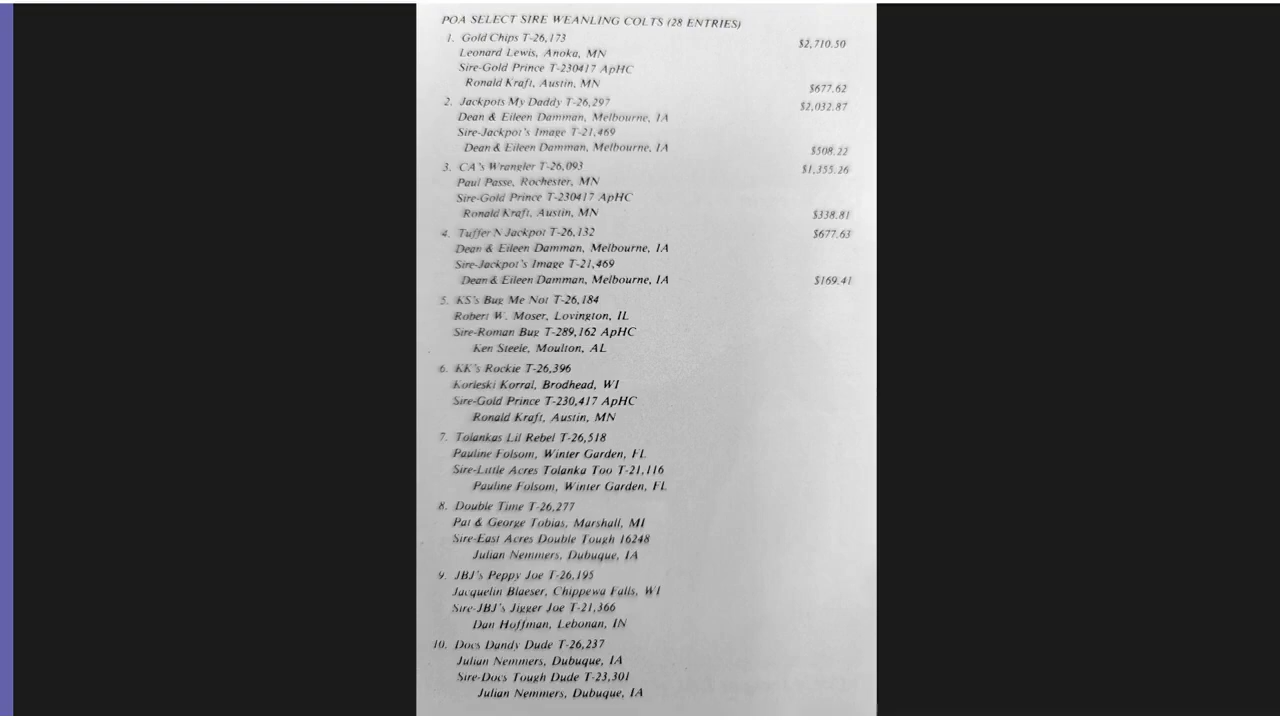 POA SELECT SIRE WEANLING COLTS (28 ENTRIES)
1. Gold Chips T-26,173 $2,710.50
Leonard Lewis, Anoka, MN
Sire-Gold Prince T-230417 ApHC
Ronald Kraft, Austin, MN $677.62
2. Jackpots My Daddy T-26,297 $2,032.87
Dean & Eileen Damman, Melbourne, IA
Sire-Jackpot's Image T-21,469
Dean & Eileen Damman, Melbourne, IA $508.22
3. CA's Wrangler T-26,093 $1,355.26
Paul Passe, Rochester, MN
Sire-Gold Prince T-230417 ApHC
Ronald Kraft, Austin, MN $338.81
4. Tuffer N Jackpot T-26,132 $677.63
Dean & Eileen Damman, Melbourne, IA
Sire-Jackpot's Image T-21,469
Dean & Eileen Damman, Melbourne, IA $169.41
5. KS's Bug Me Not T-26,184
Robert W. Moser, Lovington, IL
Sire-Roman Bug T-289,162 ApHC
Ken Steele, Moulton, AL
6. KK's Rockie T-26,396
Korleski Korral, Brodhead, WI
Sire-Gold Prince T-230,417 ApHC
Ronald Kraft, Austin, MN
7. Tolankas Lil Rebel T-26,518
Pauline Folsom, Winter Garden, FL
Sire-Little Acres Tolanka Too T-21,116
Pauline Folsom, Winter Garden, FL
8. Double Time T-26,277
Pat & George Tobias, Marshall, MI
Sire-East Acres Double Tough 16248
Julian Nemmers, Dubuque, IA
9. JBJ's Peppy Joe T-26,195
Jacquelin Blaeser, Chippewa Falls, WI
Sire-JBJ's Jigger Joe T-21,366
Dan Hoffman, Lebonan, IN
10. Docs Dandy Dude T-26,237
Julian Nemmers, Dubuque, IA
Sire-Docs Tough Dude T-23,301
Julian Nemmers, Dubuque, IA